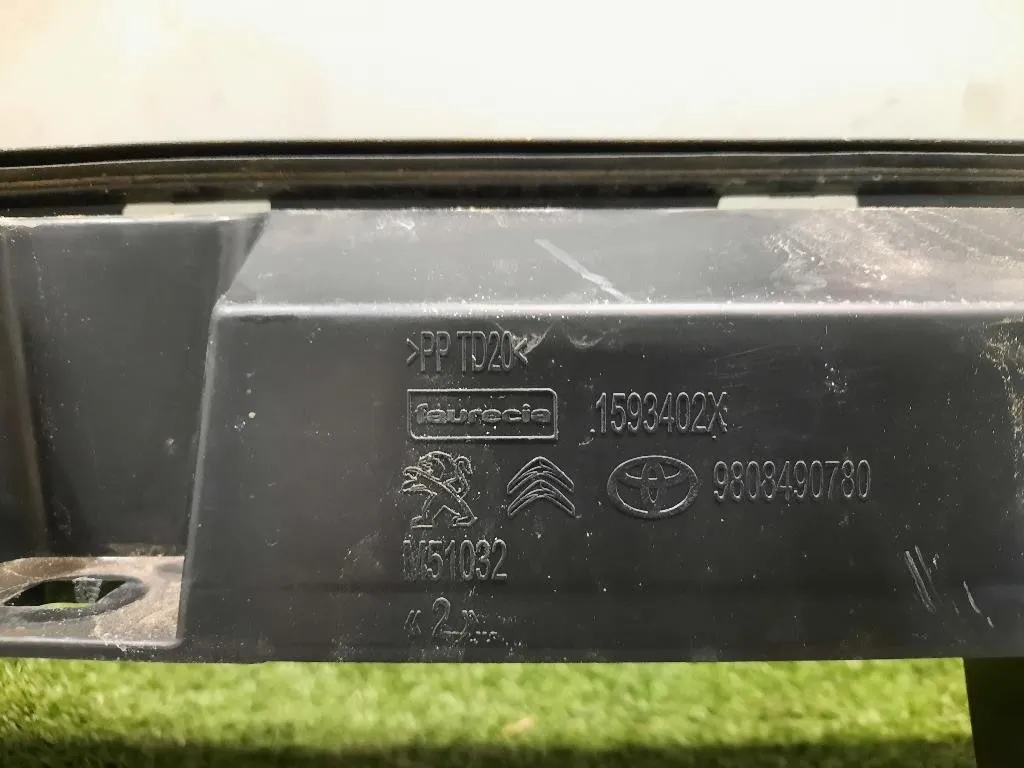 >PP TD20<
faurecia 1593402X
9808490780
M51032
« 2 »